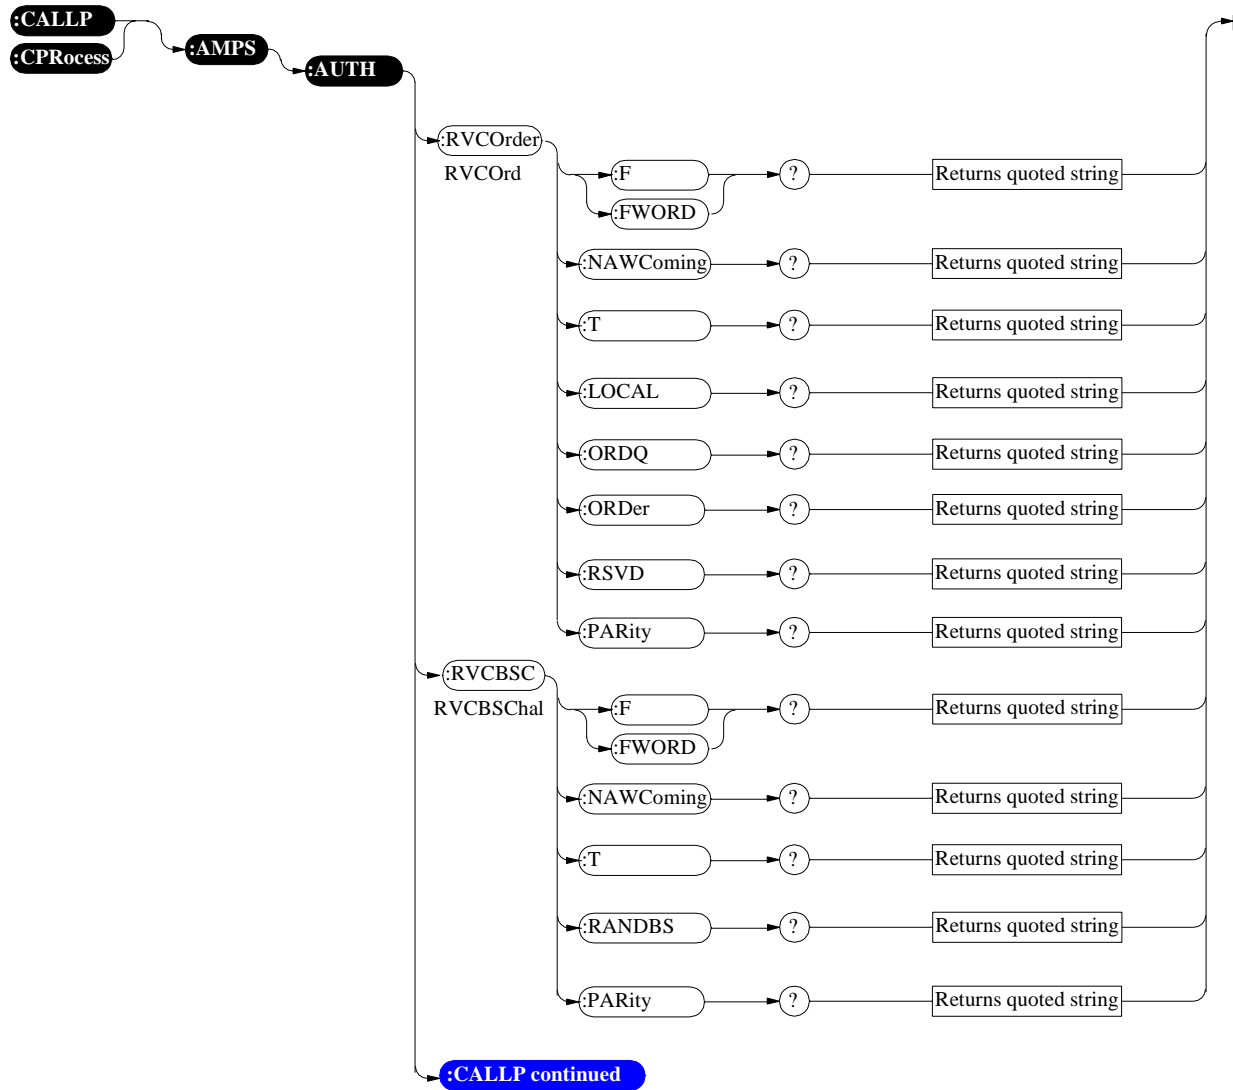 :CALLP
:CPRocess
:AMPS
:AUTH
:RVCOrder
RVCOrd
:F ? Returns quoted string
:FWORD
:NAWComing ? Returns quoted string
:T ? Returns quoted string
:LOCAL ? Returns quoted string
:ORDQ ? Returns quoted string
:ORDer ? Returns quoted string
:RSVD ? Returns quoted string
:PARity ? Returns quoted string
:RVCBSC
RVCBSChal
:F ? Returns quoted string
:FWORD
:NAWComing ? Returns quoted string
:T ? Returns quoted string
:RANDBS ? Returns quoted string
:PARity ? Returns quoted string
:CALLP continued